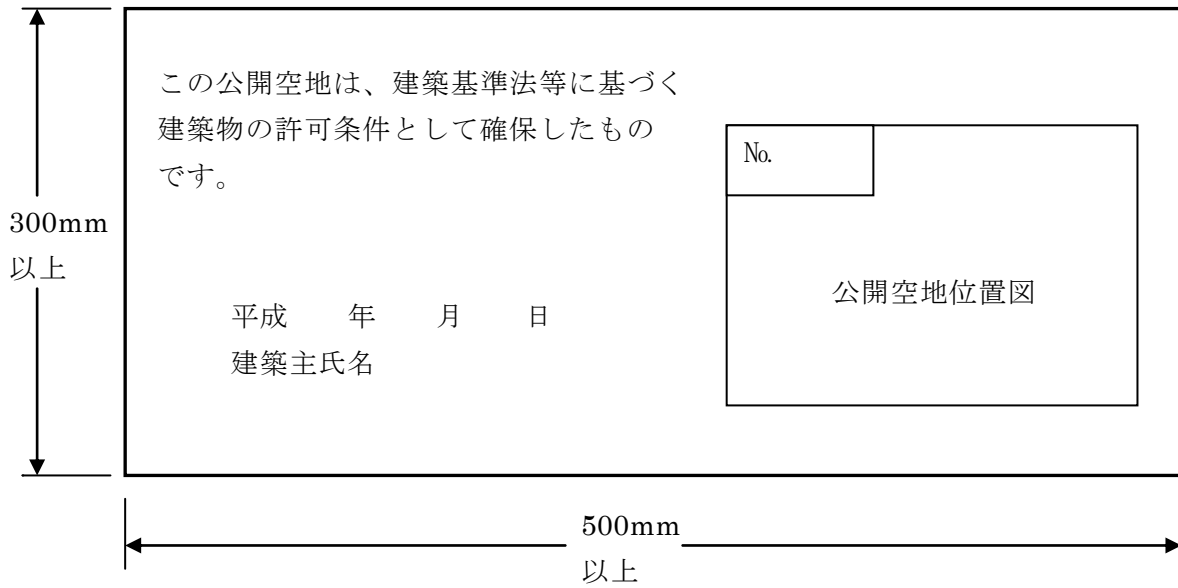 この公開空地は、建築基準法等に基づく
建築物の許可条件として確保したもの
です。
№
300mm
以上
公開空地位置図
平成　　年　　月　　日
建築主氏名
500mm
以上